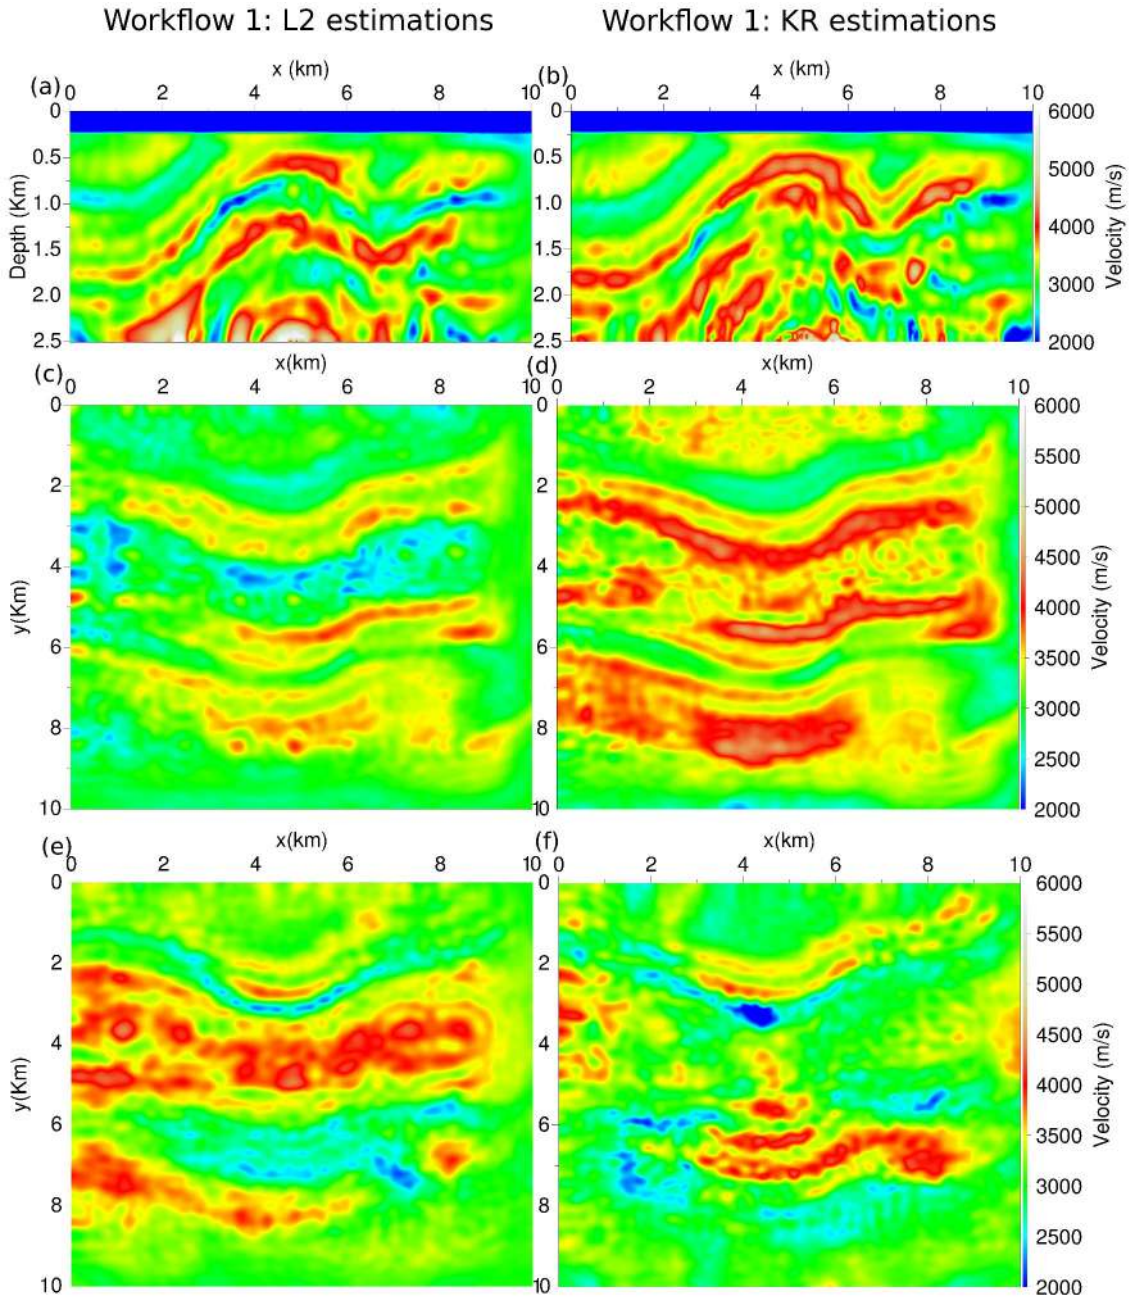 Workflow 1: L2 estimations
Workflow 1: KR estimations
(a)
x (km)
0 2 4 6 8 10
0
0.5
1.0
1.5
2.0
2.5
Depth (Km)
(b)
x (km)
0 2 4 6 8 10
0
0.5
1.0
1.5
2.0
2.5
6000
5000
4000
3000
2000
Velocity (m/s)
(c)
x(km)
0 2 4 6 8 10
0
2
4
6
8
10
y(Km)
(d)
x(km)
0 2 4 6 8 10
0
2
4
6
8
10
6000
5500
5000
4500
4000
3500
3000
2500
2000
Velocity (m/s)
(e)
x(km)
0 2 4 6 8 10
0
2
4
6
8
10
y(Km)
(f)
x(km)
0 2 4 6 8 10
0
2
4
6
8
10
6000
5500
5000
4500
4000
3500
3000
2500
2000
Velocity (m/s)